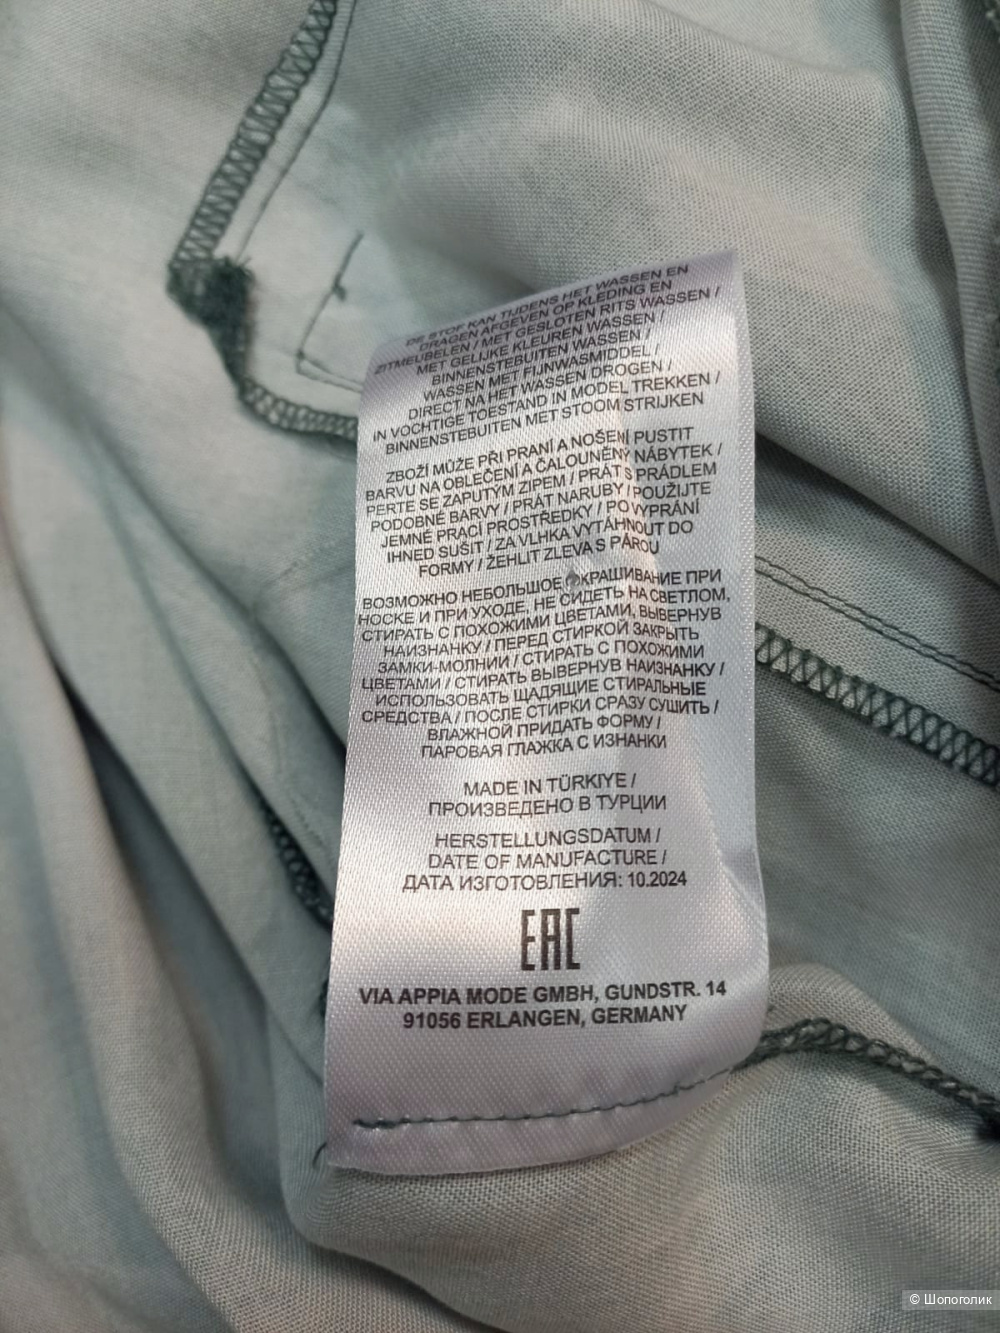 DE STOF KAN TIJDENS HET WASSEN EN
DRAGEN AFGEVEN OP KLEDING EN
ZITMEUBELEN / MET GESLOTEN RITS WASSEN /
MET GELIJKE KLEUREN WASSEN /
BINNENSTEBUITEN WASSEN /
WASSEN MET FIJNWASMIDDEL /
DIRECT NA HET WASSEN DROGEN /
IN VOCHTIGE TOESTAND IN MODEL TREKKEN /
BINNENSTEBUITEN MET STOOM STRIJKEN
ZBOŽÍ MŮŽE PŘI PRANÍ A NOŠENÍ PUSTIT
BARVU NA OBLEČENÍ A ČALOUNĚNÝ NÁBYTEK /
PERTE SE ZAPUTÝM ZIPEM / PRÁT S PRÁDLEM
PODOBNÉ BARVY / PRÁT NARUBY / POUŽIJTE
JEMNÉ PRACÍ PROSTŘEDKY / PO VYPRÁNÍ
IHNED SUŠIT / ZA VLHKA VYTÁHNOUT DO
FORMY / ŽEHLIT ZLEVA S PÁROU
ВОЗМОЖНО НЕБОЛЬШОЕ ОКРАШИВАНИЕ ПРИ
НОСКЕ И ПРИ УХОДЕ, НЕ СИДЕТЬ НА СВЕТЛОМ,
СТИРАТЬ С ПОХОЖИМИ ЦВЕТАМИ, ВЫВЕРНУВ
НАИЗНАНКУ / ПЕРЕД СТИРКОЙ ЗАКРЫТЬ
ЗАМКИ-МОЛНИИ / СТИРАТЬ С ПОХОЖИМИ
ЦВЕТАМИ / СТИРАТЬ ВЫВЕРНУВ НАИЗНАНКУ /
ИСПОЛЬЗОВАТЬ ЩАДЯЩИЕ СТИРАЛЬНЫЕ
СРЕДСТВА / ПОСЛЕ СТИРКИ СРАЗУ СУШИТЬ /
ВЛАЖНОЙ ПРИДАТЬ ФОРМУ /
ПАРОВАЯ ГЛАЖКА С ИЗНАНКИ
MADE IN TÜRKIYE /
ПРОИЗВЕДЕНО В ТУРЦИИ
HERSTELLUNGSDATUM /
DATE OF MANUFACTURE /
ДАТА ИЗГОТОВЛЕНИЯ: 10.2024
EAC
VIA APPIA MODE GMBH, GUNDSTR. 14
91056 ERLANGEN, GERMANY
© Шопоголик